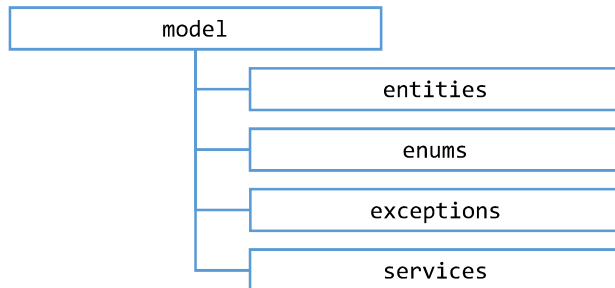 model
entities
enums
exceptions
services